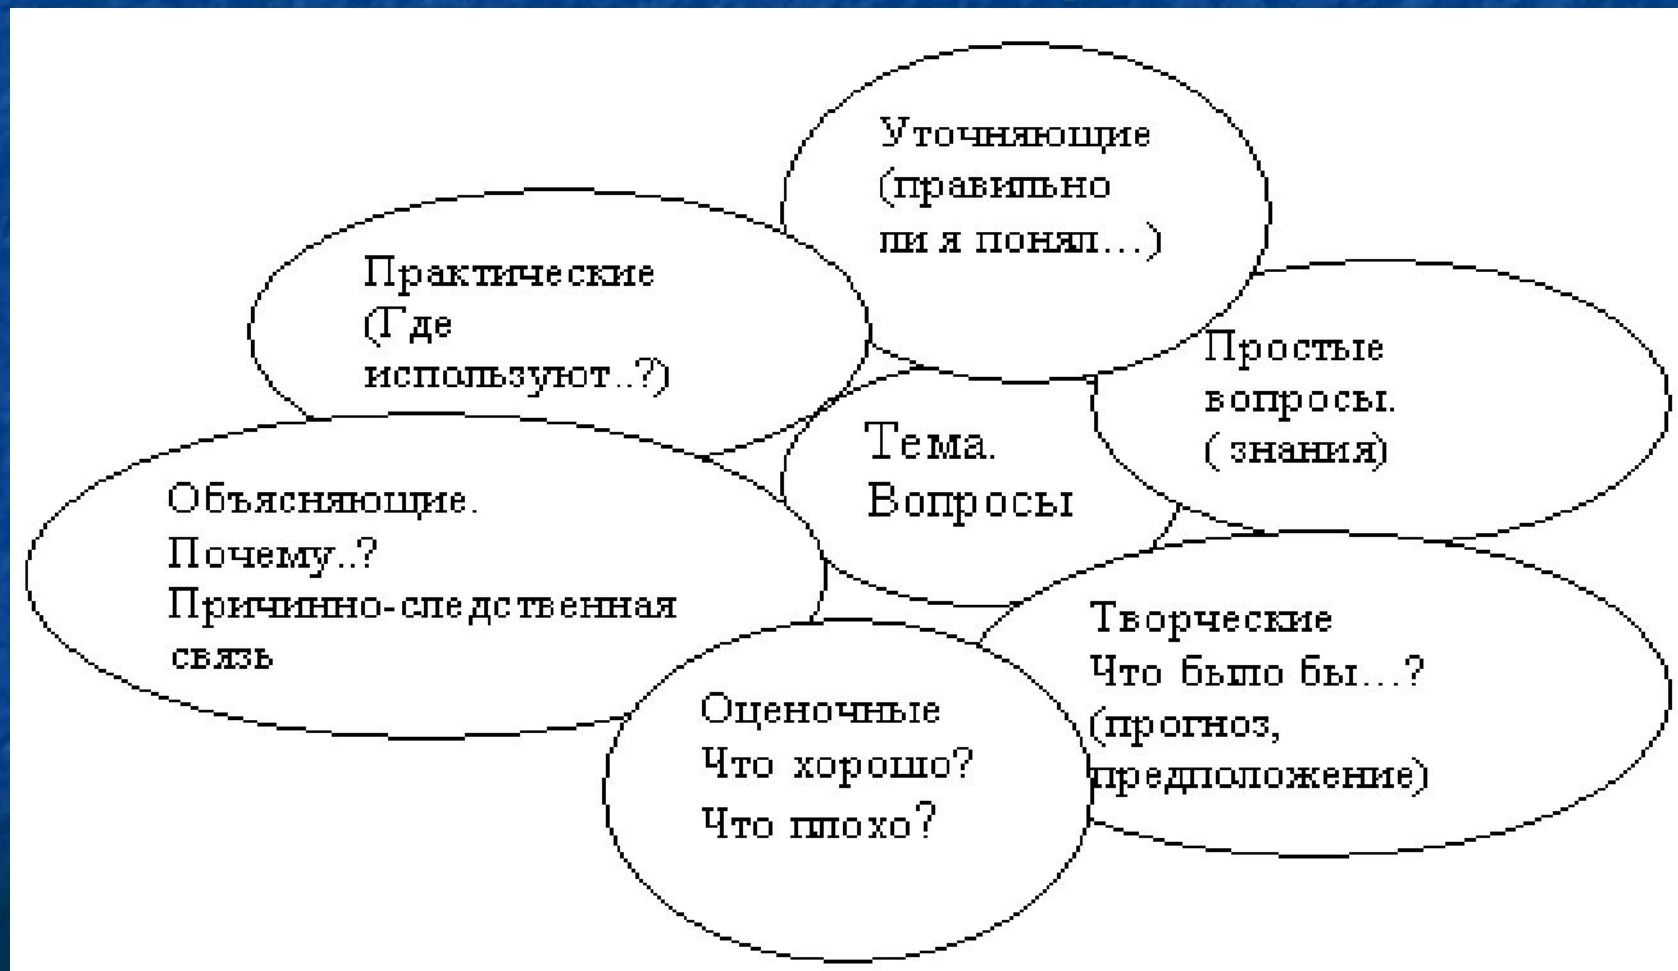 Уточняющие
(правильно
ли я понял...)
Практические
(Где
используют..?)
Простые
вопросы.
( знания)
Тема.
Вопросы
Объясняющие.
Почему..?
Причинно-следственная
связь
Творческие
Что было бы...?
(прогноз,
предположение)
Оценочные
Что хорошо?
Что плохо?